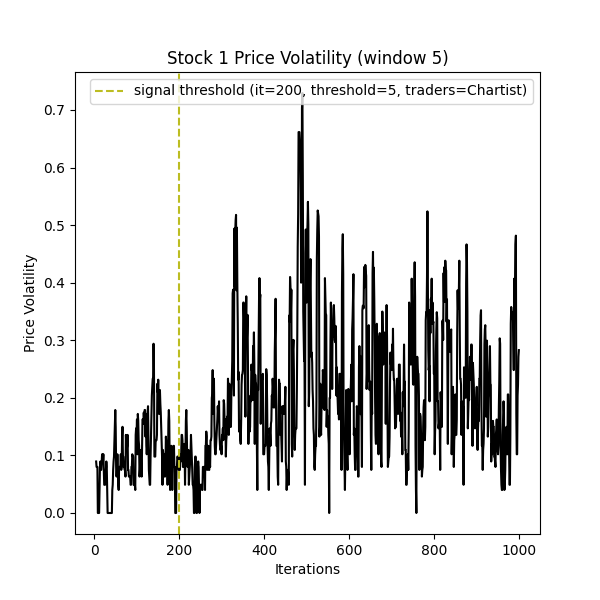 Stock 1 Price Volatility (window 5)
signal threshold (it=200, threshold=5, traders=Chartist)
0.7
0.6
0.5
0.4
0.3
0.2
0.1
0.0
Price Volatility
0 200 400 600 800 1000
Iterations